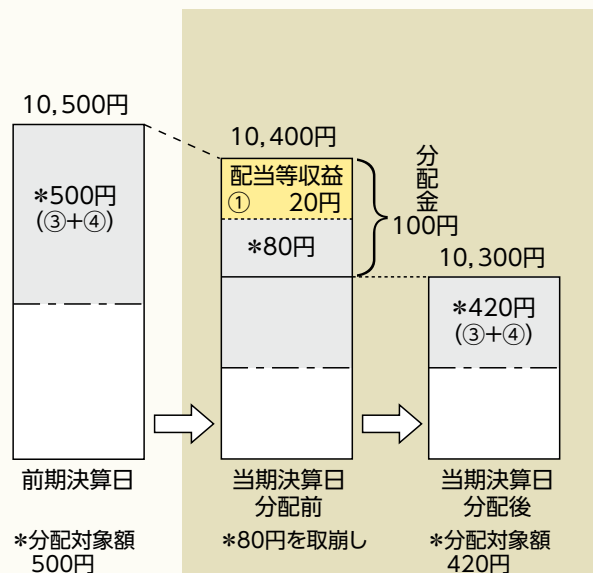 10,500円
*500円
(③+④)
前期決算日
*分配対象額
500円
10,400円
配当等収益
① 20円
*80円
分配金
100円
当期決算日
分配前
*80円を取崩し
10,300円
*420円
(③+④)
当期決算日
分配後
*分配対象額
420円